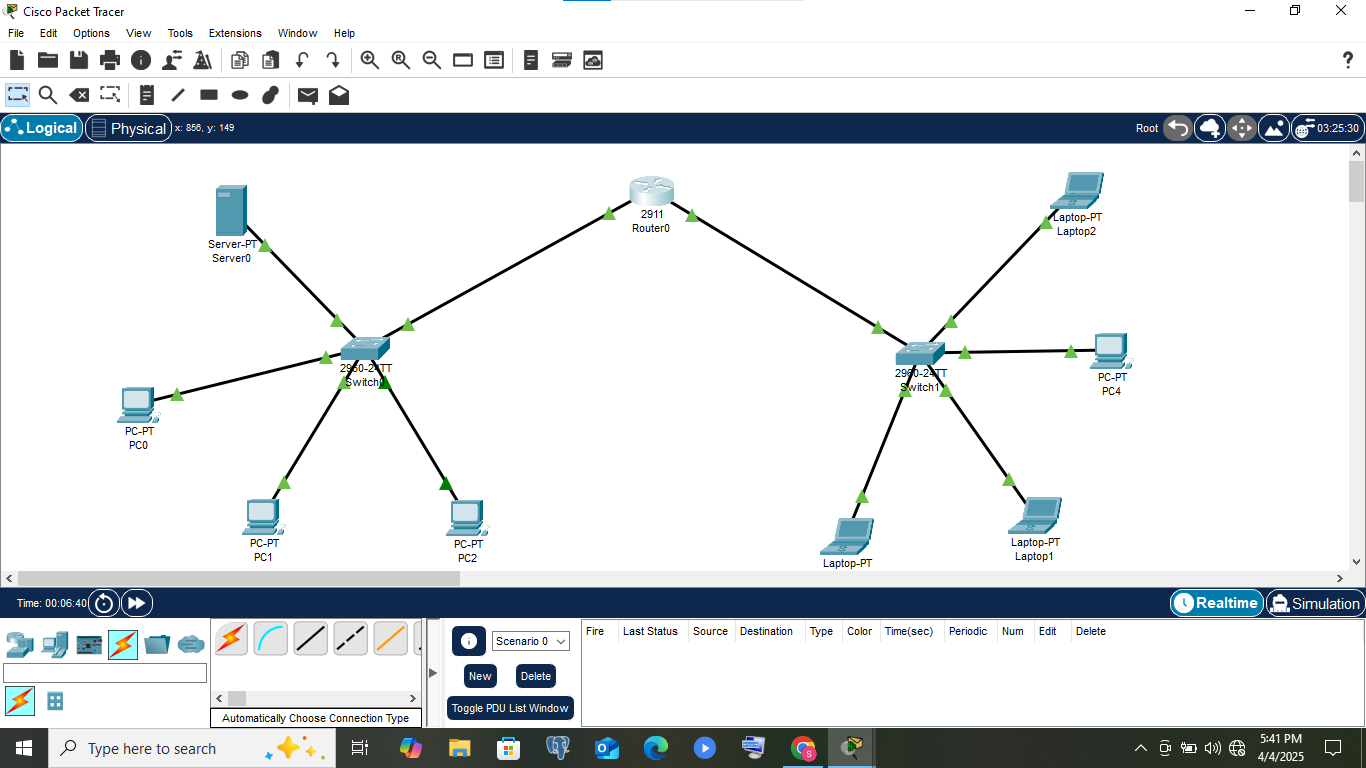 Cisco Packet Tracer
File Edit Options View Tools Extensions Window Help
Logical Physical x: 856, y: 149 Root 03:25:30
2911
Router0
Server-PT
Server0
Laptop-PT
Laptop2
2960-24TT
Switch0
2960-24TT
Switch1
PC-PT
PC4
PC-PT
PC0
PC-PT
PC1
PC-PT
PC2
Laptop-PT
Laptop-PT
Laptop1
Time: 00:06:40 Realtime Simulation
Scenario 0
New Delete
Toggle PDU List Window
Fire Last Status Source Destination Type Color Time(sec) Periodic Num Edit Delete
Automatically Choose Connection Type
Type here to search
5:41 PM
4/4/2025